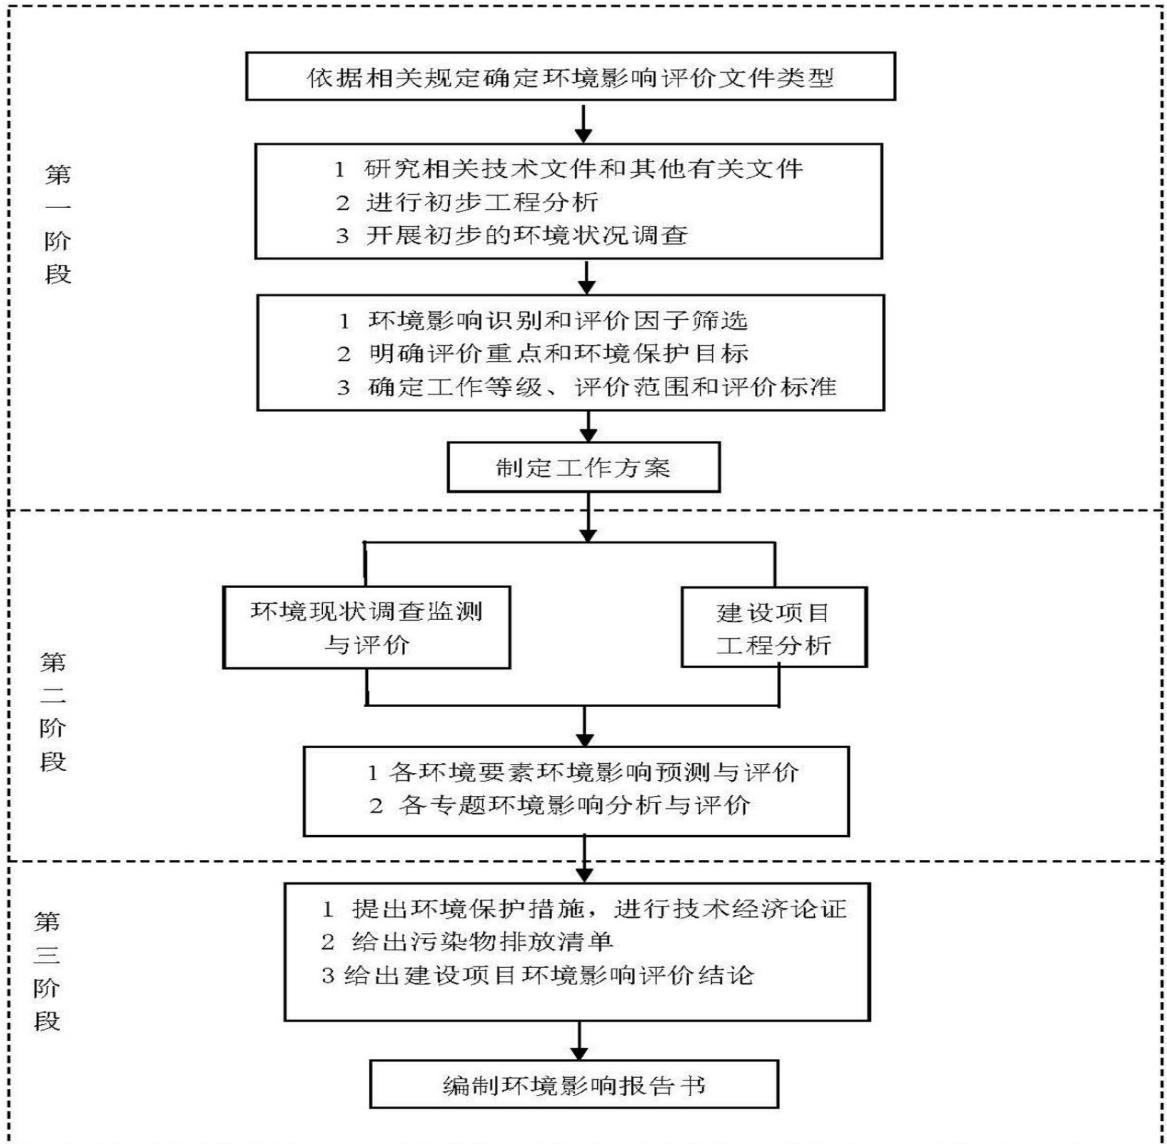 依据相关规定确定环境影响评价文件类型
第一阶段
1 研究相关技术文件和其他有关文件
2 进行初步工程分析
3 开展初步的环境状况调查
1 环境影响识别和评价因子筛选
2 明确评价重点和环境保护目标
3 确定工作等级、评价范围和评价标准
制定工作方案
第二阶段
环境现状调查监测
与评价
建设项目
工程分析
1各环境要素环境影响预测与评价
2 各专题环境影响分析与评价
第三阶段
1 提出环境保护措施，进行技术经济论证
2 给出污染物排放清单
3给出建设项目环境影响评价结论
编制环境影响报告书